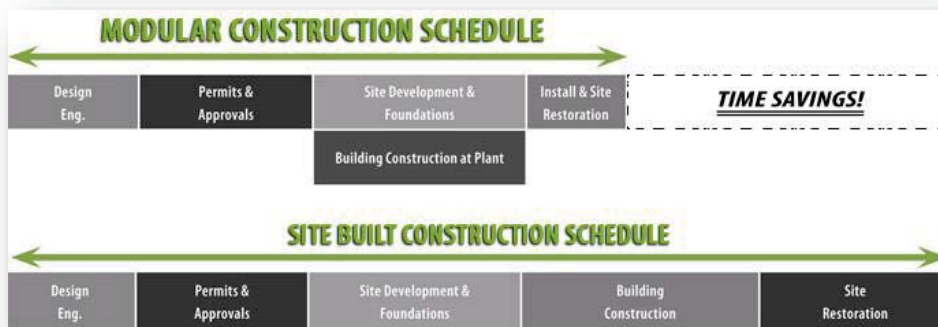 MODULAR CONSTRUCTION SCHEDULE
Design
Eng.
Permits &
Approvals
Site Development &
Foundations
Install & Site
Restoration
TIME SAVINGS!
Building Construction at Plant
SITE BUILT CONSTRUCTION SCHEDULE
Design
Eng.
Permits &
Approvals
Site Development &
Foundations
Building
Construction
Site
Restoration